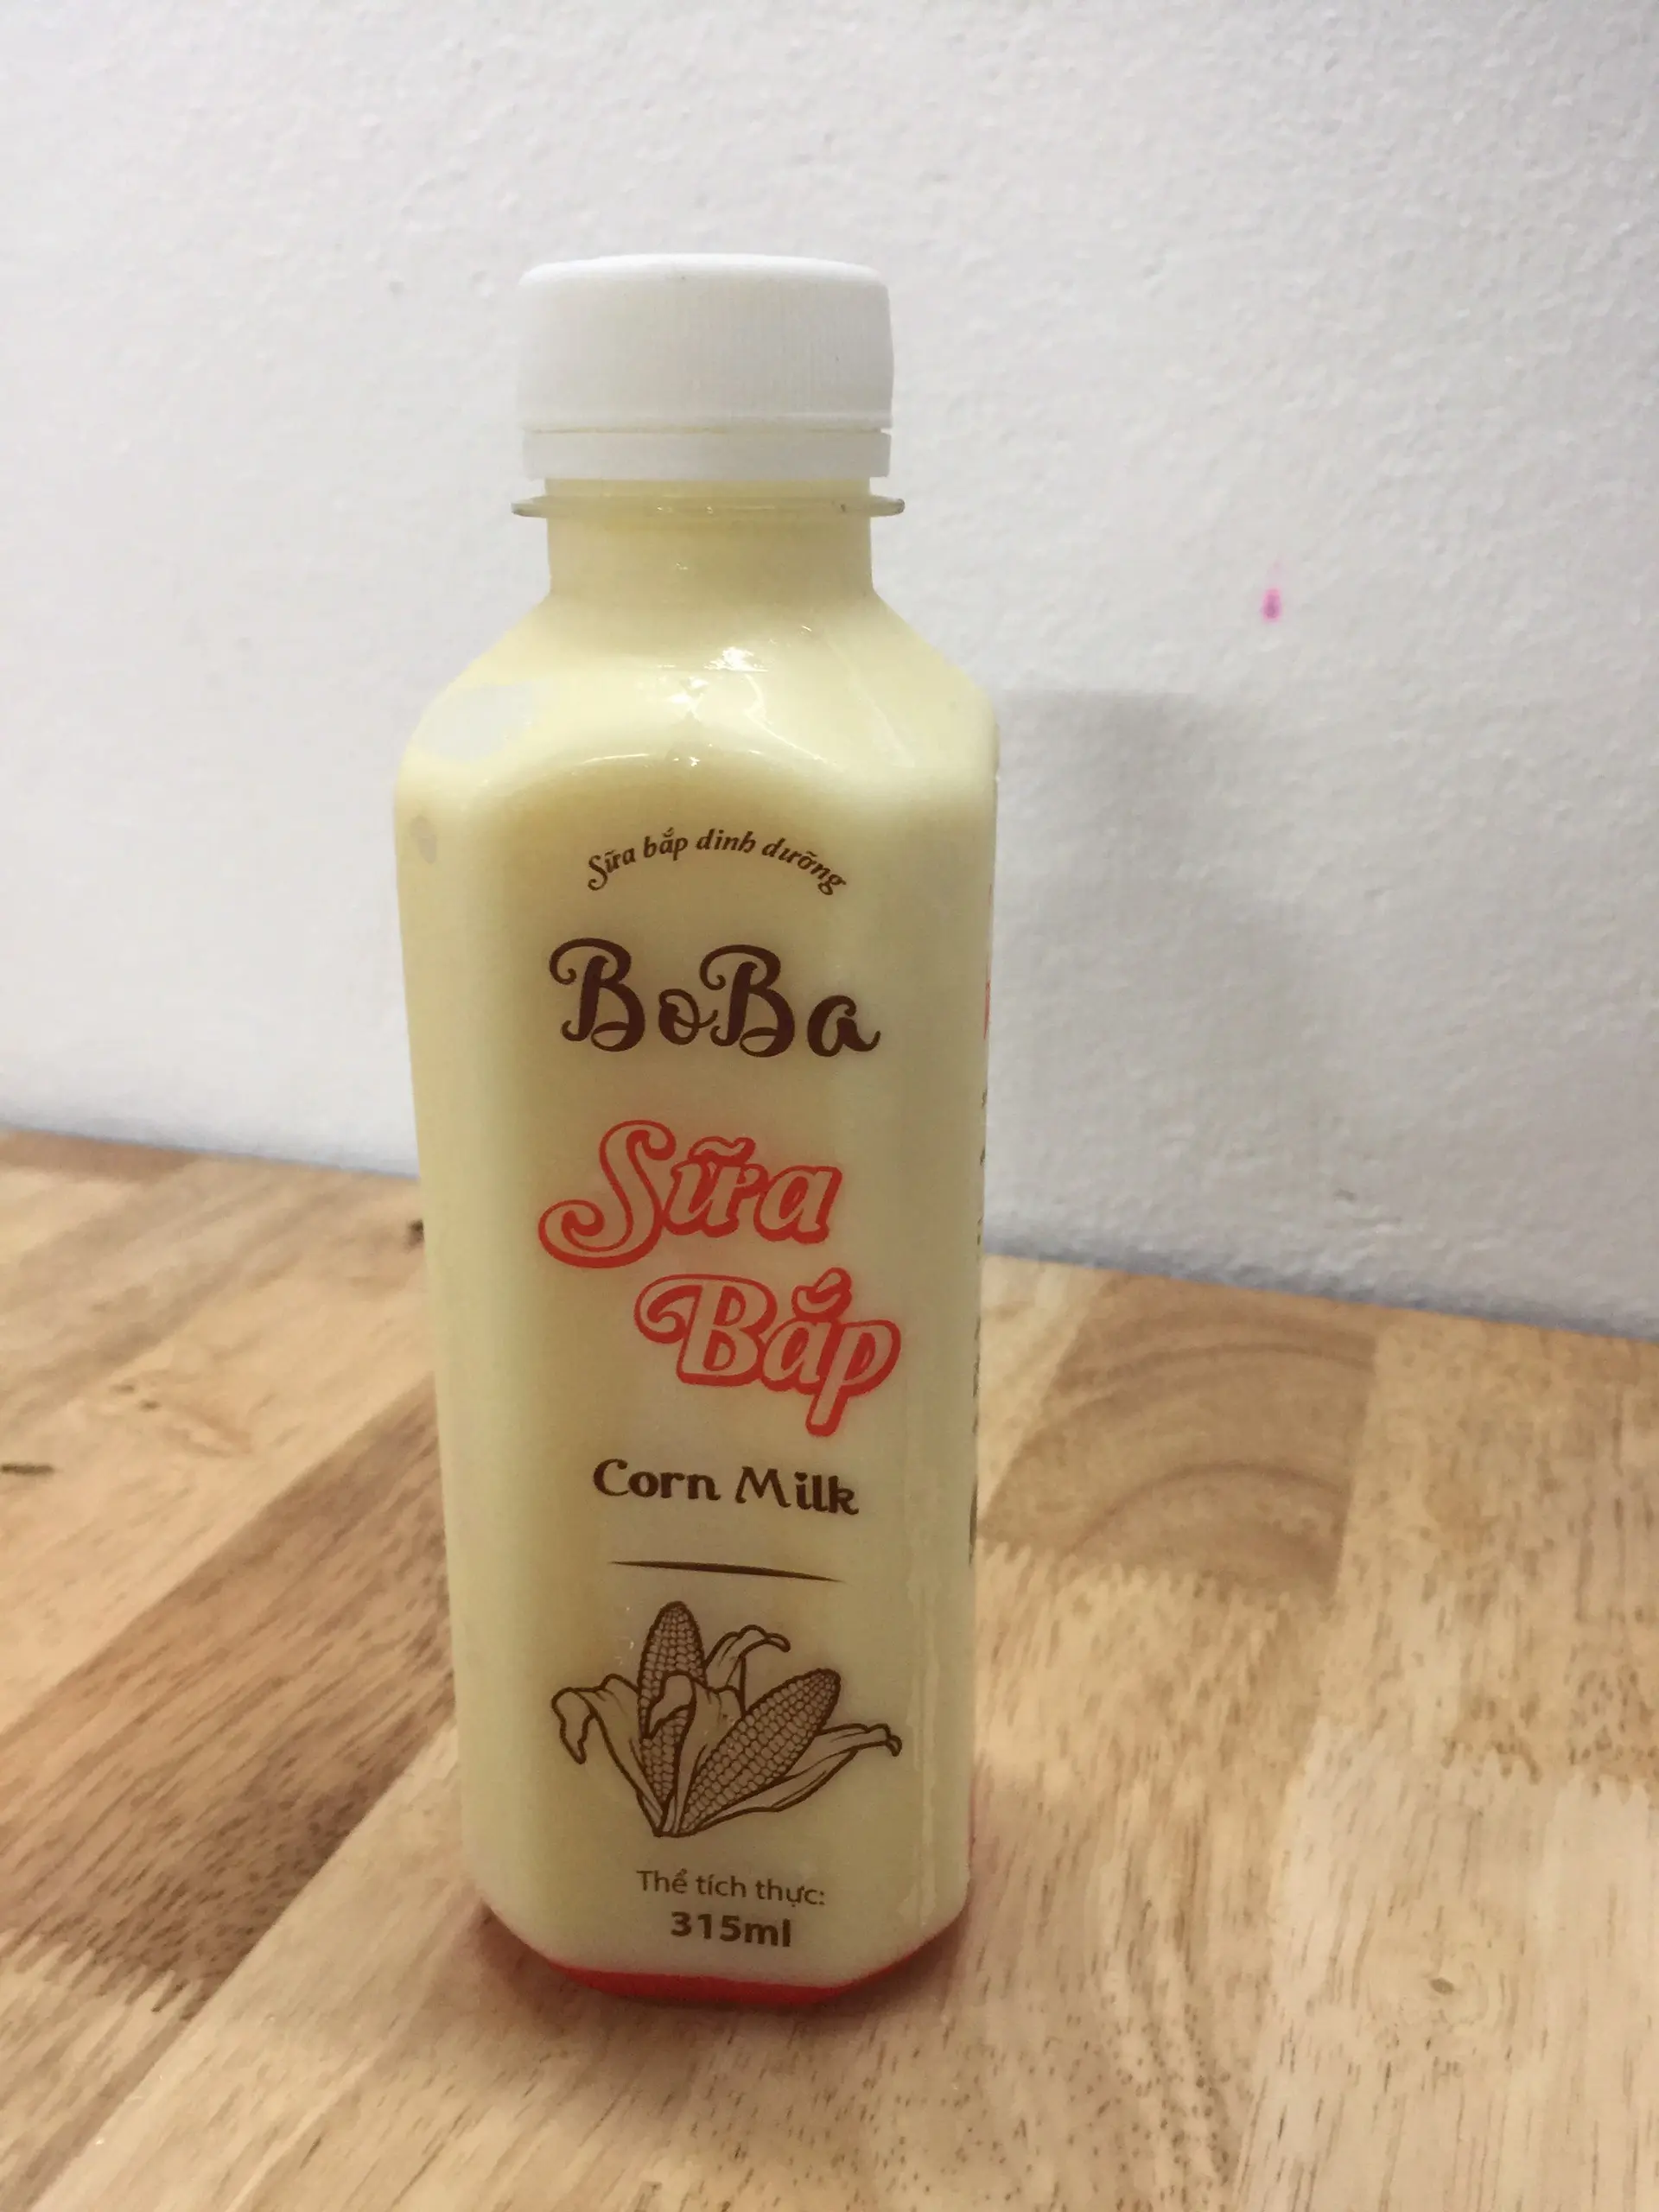 Sữa bắp dinh dưỡng
BoBa
Sữa
Bắp
Corn Milk
Thể tích thực:
315ml